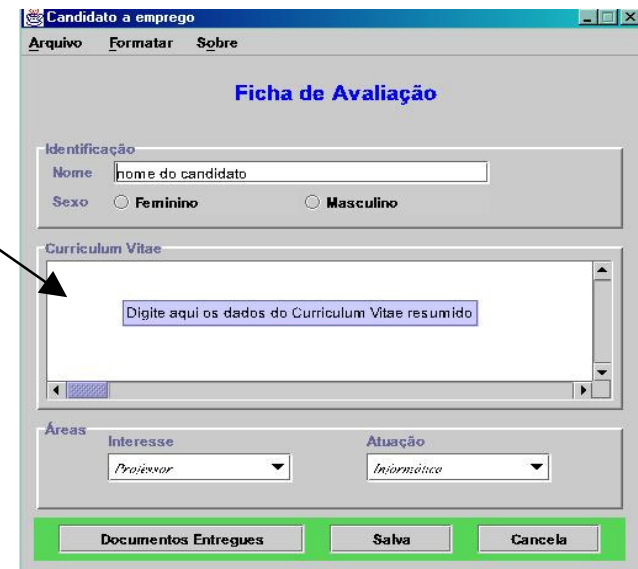 Candidato a emprego
Arquivo Formatar Sobre
Ficha de Avaliação
Identificação
Nome nome do candidato
Sexo Feminino Masculino
Curriculum Vitae
Digite aqui os dados do Curriculum Vitae resumido
Áreas
Interesse Atuação
Professor Informática
Documentos Entregues Salva Cancela